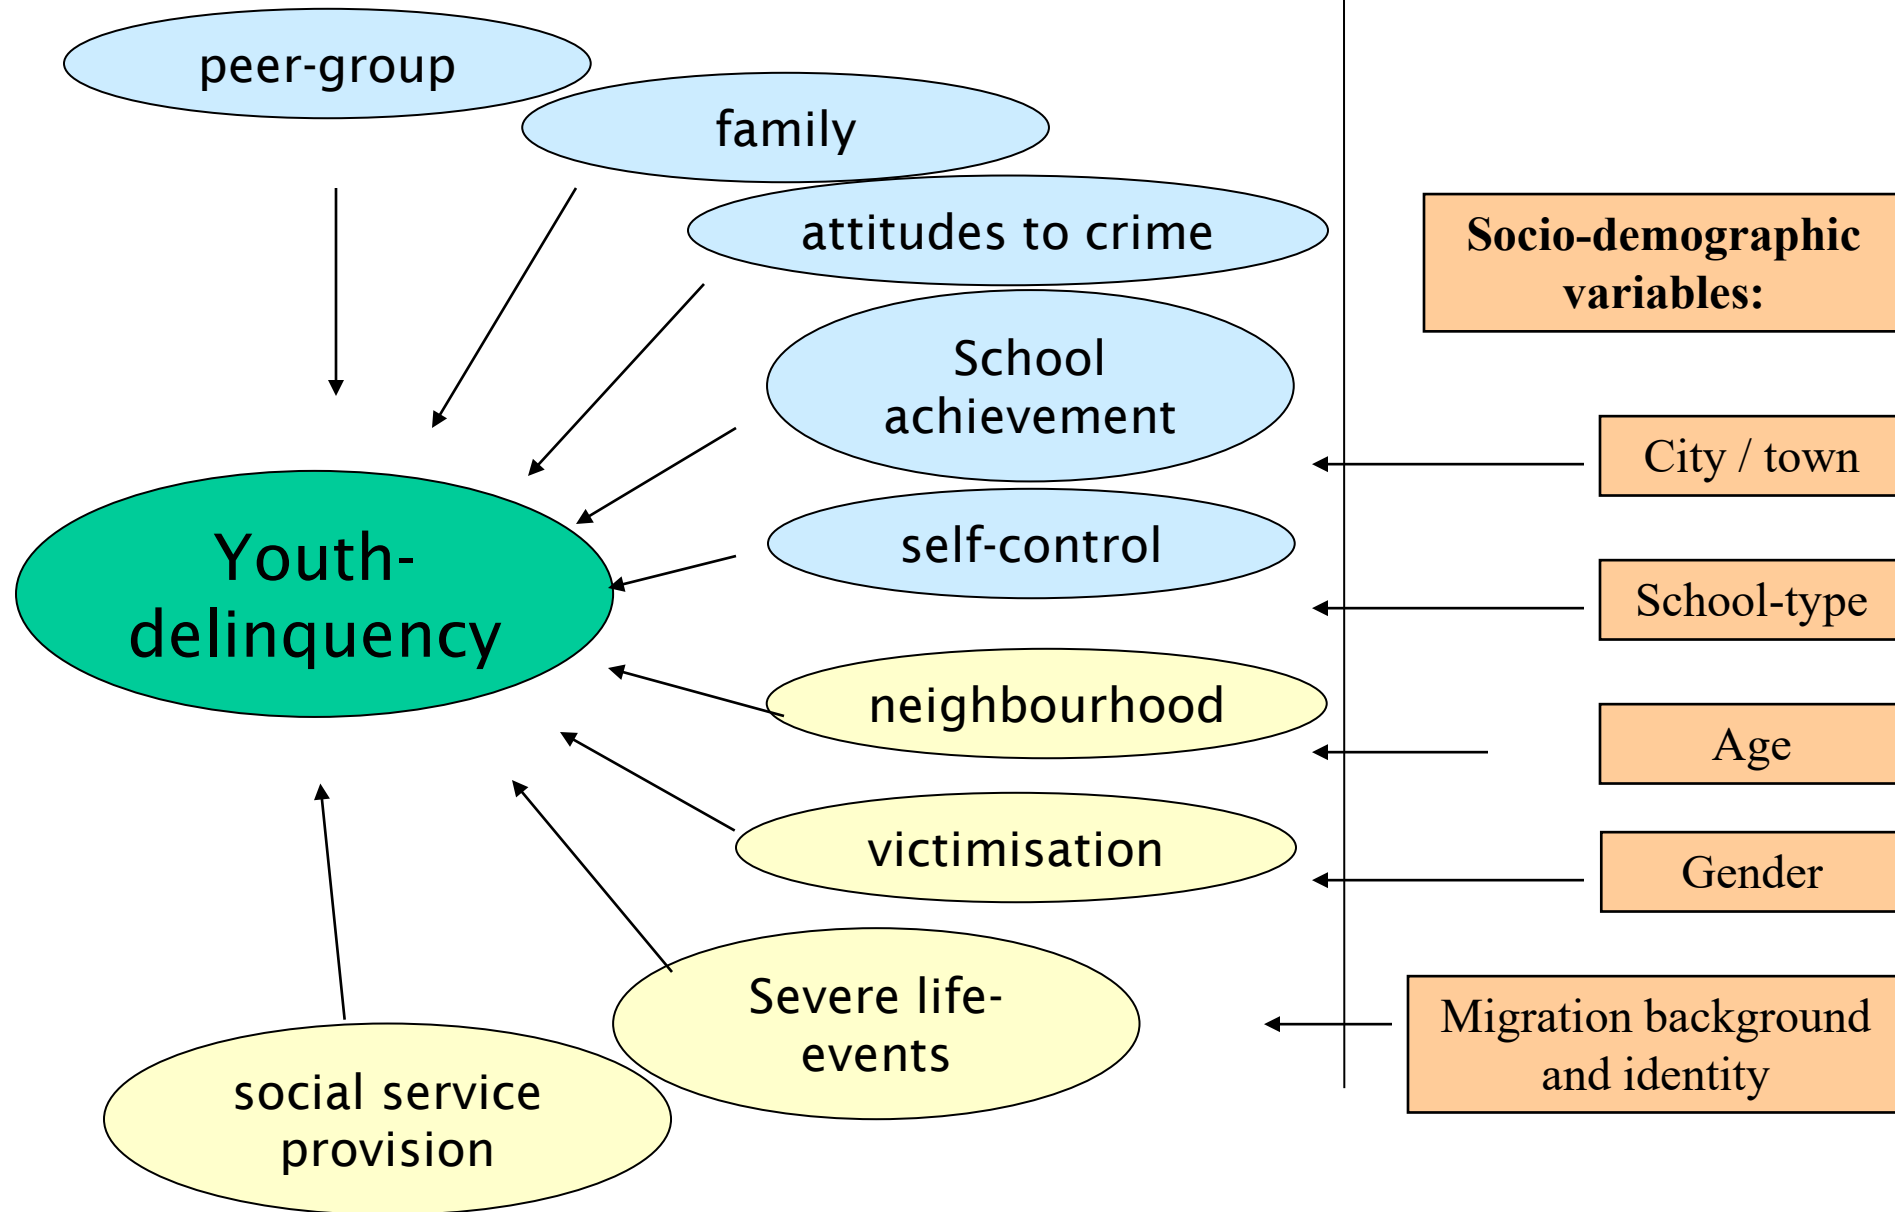 peer-group
family
attitudes to crime
School
achievement
self-control
Youth-
delinquency
neighbourhood
victimisation
Severe life-
events
social service
provision
Socio-demographic
variables:
City / town
School-type
Age
Gender
Migration background
and identity